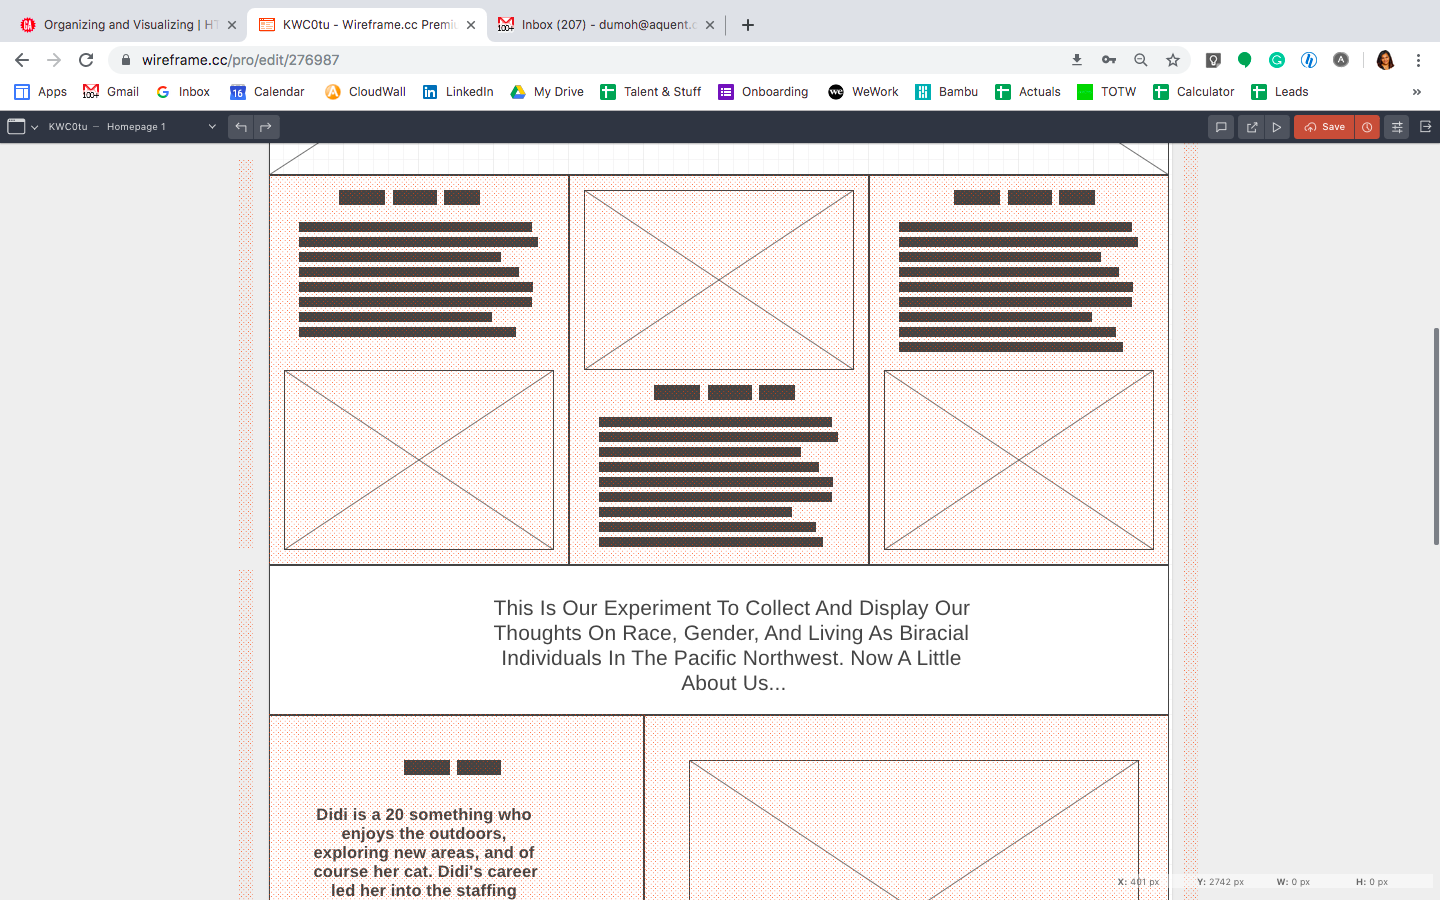 Organizing and Visualizing | HT
KWC0tu - Wireframe.cc Premi
Inbox (207) - dumoh@aquent.c
wireframe.cc/pro/edit/276987
Apps
Gmail
Inbox
Calendar
CloudWall
LinkedIn
My Drive
Talent & Stuff
Onboarding
WeWork
Bambu
Actuals
TOTW
Calculator
Leads
KWC0tu – Homepage 1
Save
This Is Our Experiment To Collect And Display Our
Thoughts On Race, Gender, And Living As Biracial
Individuals In The Pacific Northwest. Now A Little
About Us...
Didi is a 20 something who
enjoys the outdoors,
exploring new areas, and of
course her cat. Didi's career
led her into the staffing
X: 401 px Y: 2742 px W: 0 px H: 0 px